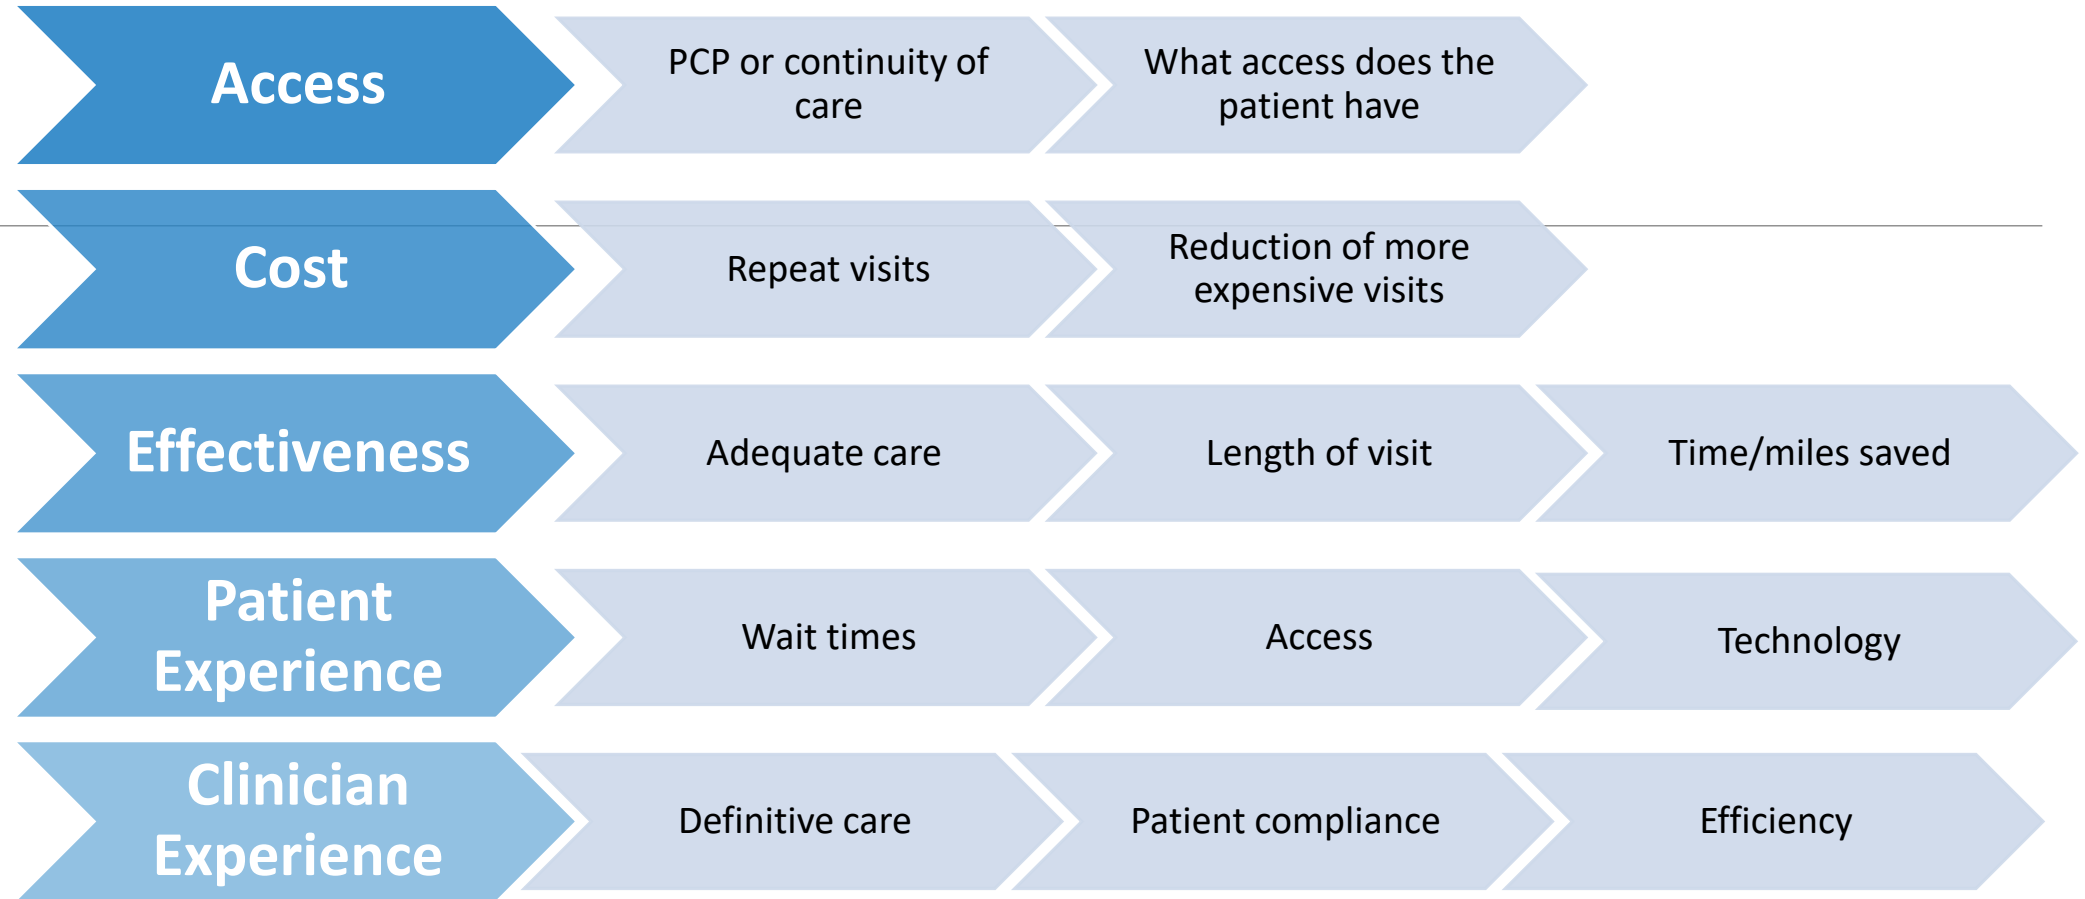 Access
PCP or continuity of
care
What access does the
patient have
Cost
Repeat visits
Reduction of more
expensive visits
Effectiveness
Adequate care
Length of visit
Time/miles saved
Patient
Experience
Wait times
Access
Technology
Clinician
Experience
Definitive care
Patient compliance
Efficiency